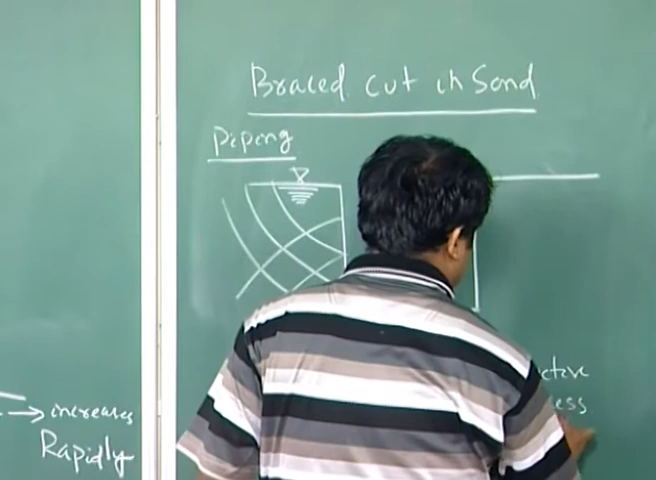 Braced cut in Sand
Piping
increases
Rapidly
ctive
ess